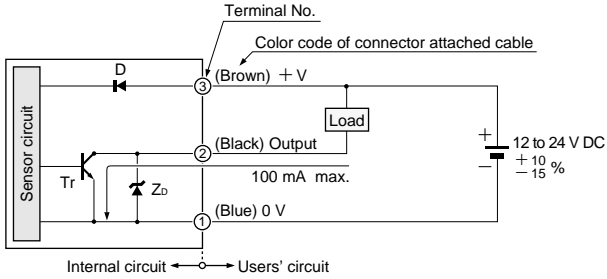 Terminal No.
Color code of connector attached cable
D
③ (Brown) +V
Load
Sensor circuit
② (Black) Output
Tr
ZD
100 mA max.
+
−
12 to 24 V DC
+10
−15 %
① (Blue) 0 V
Internal circuit
Users' circuit